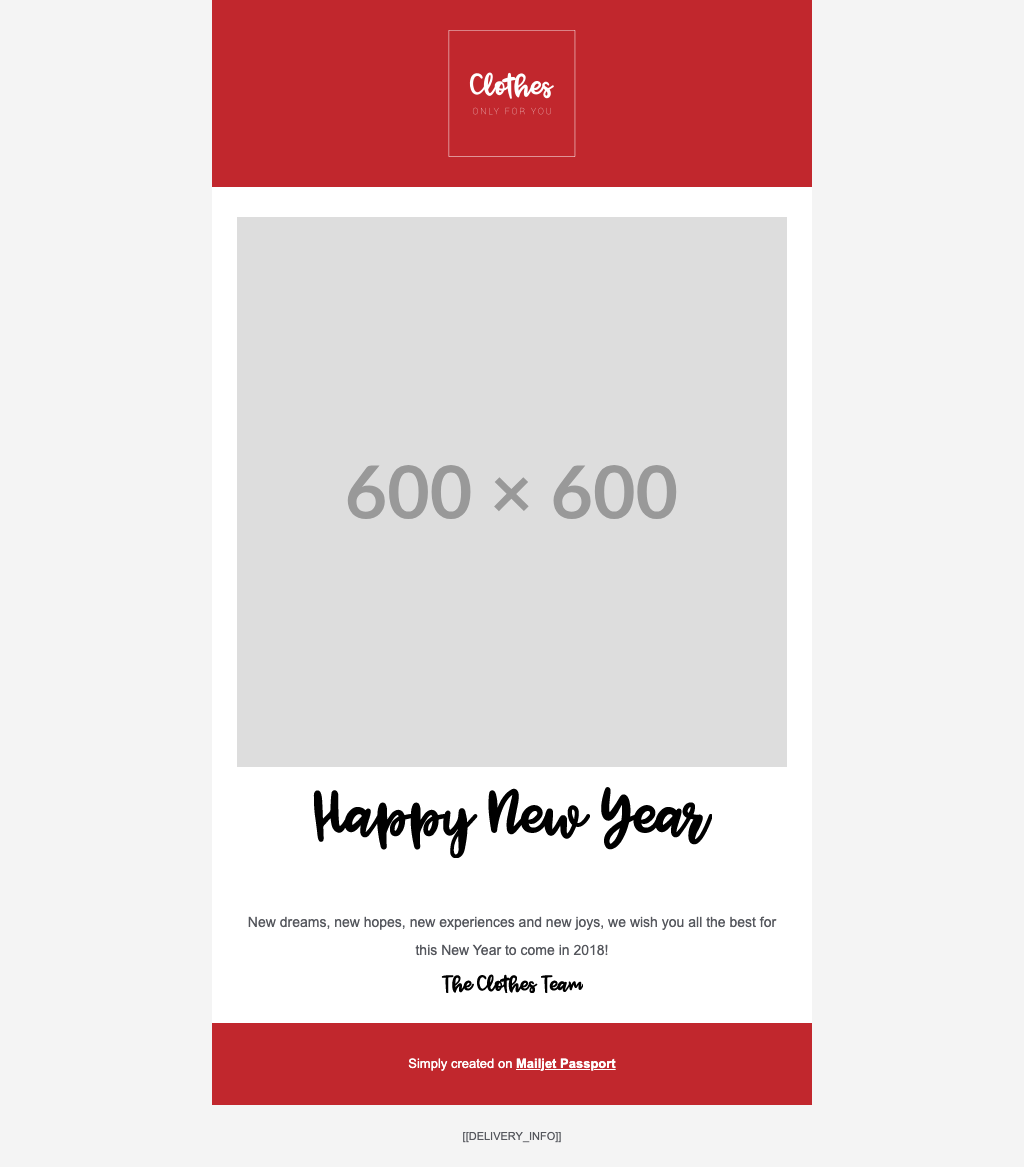 Clothes
ONLY FOR YOU
600 × 600
Happy New Year
New dreams, new hopes, new experiences and new joys, we wish you all the best for
this New Year to come in 2018!
The Clothes Team
Simply created on Mailjet Passport
[[DELIVERY_INFO]]